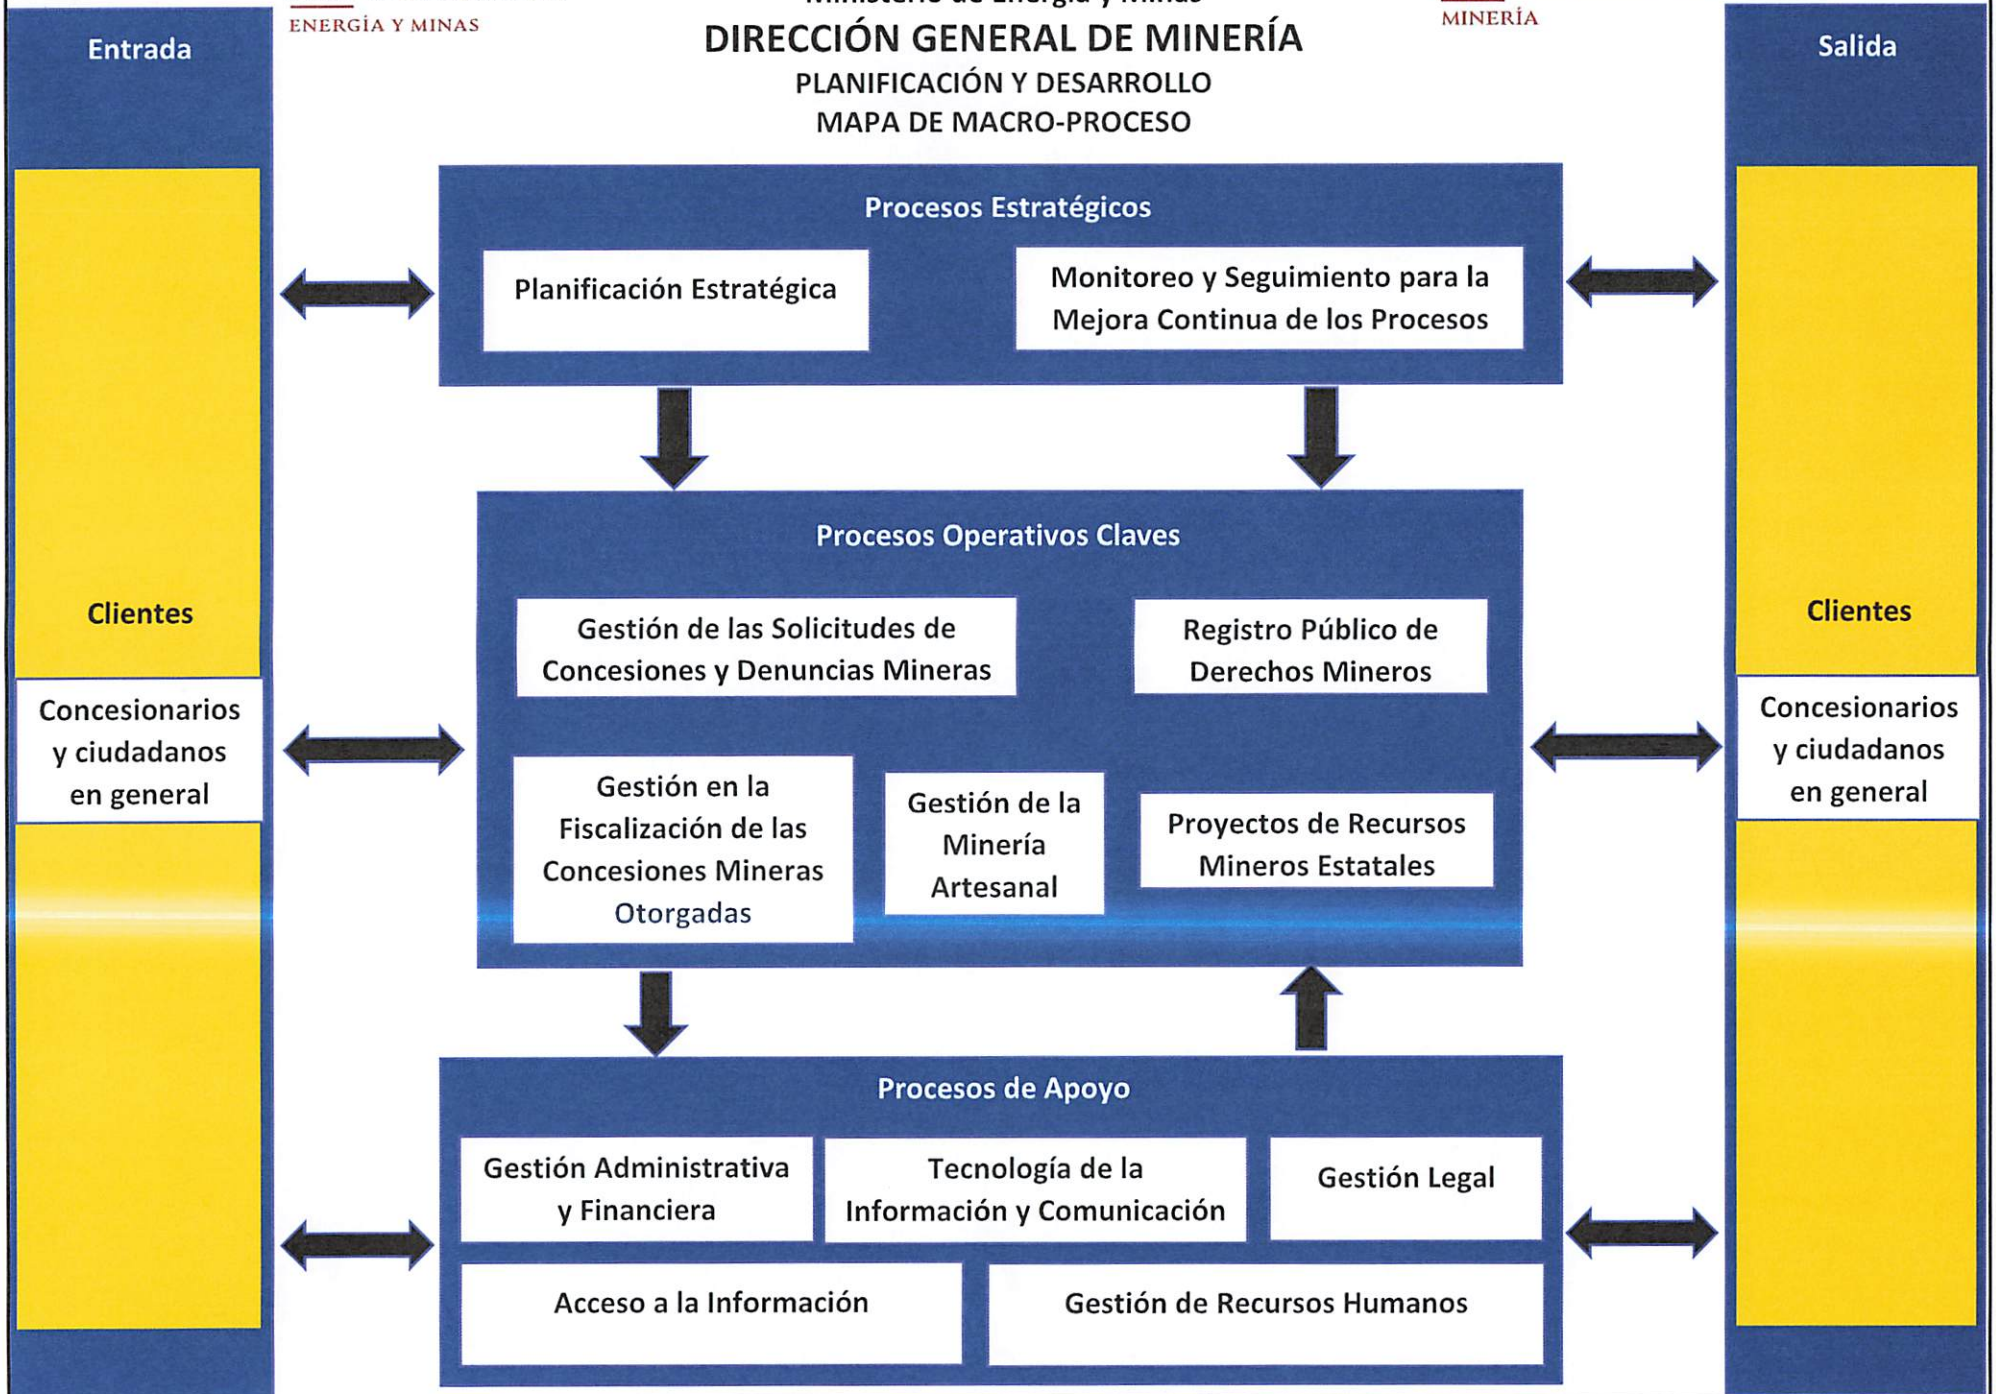 ENERGÍA Y MINAS
Ministerio de Energía y Minas
MINERÍA
DIRECCIÓN GENERAL DE MINERÍA
PLANIFICACIÓN Y DESARROLLO
MAPA DE MACRO-PROCESO
Entrada
Salida
Procesos Estratégicos
Planificación Estratégica
Monitoreo y Seguimiento para la
Mejora Continua de los Procesos
Procesos Operativos Claves
Gestión de las Solicitudes de
Concesiones y Denuncias Mineras
Registro Público de
Derechos Mineros
Gestión en la
Fiscalización de las
Concesiones Mineras
Otorgadas
Gestión de la
Minería
Artesanal
Proyectos de Recursos
Mineros Estatales
Clientes
Concesionarios
y ciudadanos
en general
Clientes
Concesionarios
y ciudadanos
en general
Procesos de Apoyo
Gestión Administrativa
y Financiera
Tecnología de la
Información y Comunicación
Gestión Legal
Acceso a la Información
Gestión de Recursos Humanos